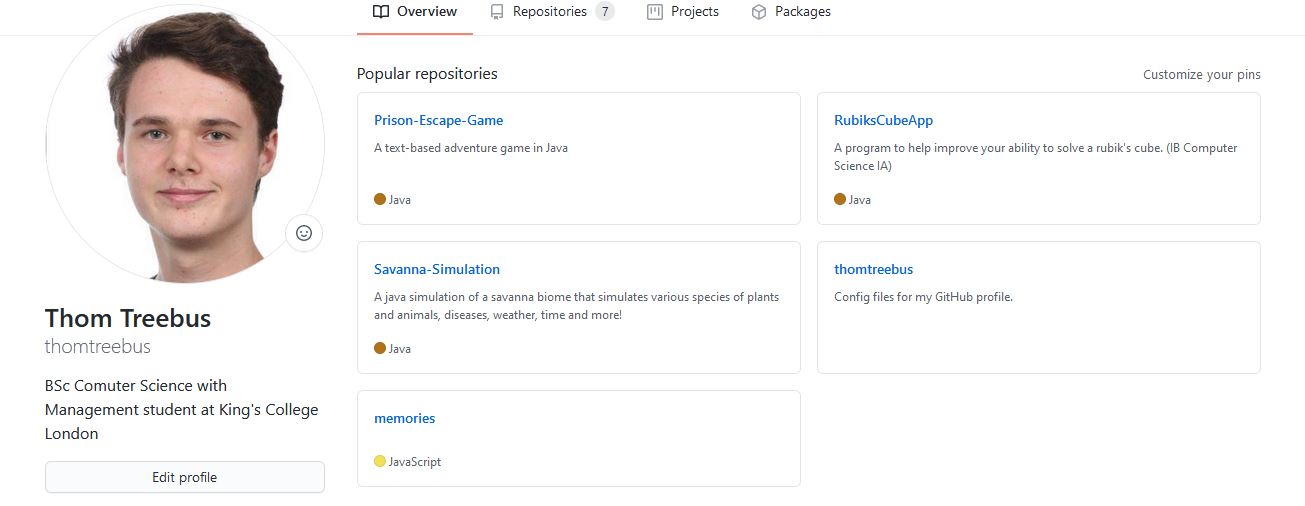 Overview
Repositories 7
Projects
Packages
Popular repositories
Customize your pins
Prison-Escape-Game
A text-based adventure game in Java
Java
RubiksCubeApp
A program to help improve your ability to solve a rubik's cube. (IB Computer
Science IA)
Java
Savanna-Simulation
A java simulation of a savanna biome that simulates various species of plants
and animals, diseases, weather, time and more!
Java
thomtreebus
Config files for my GitHub profile.
memories
JavaScript
Thom Treebus
thomtreebus
BSc Comuter Science with
Management student at King's College
London
Edit profile